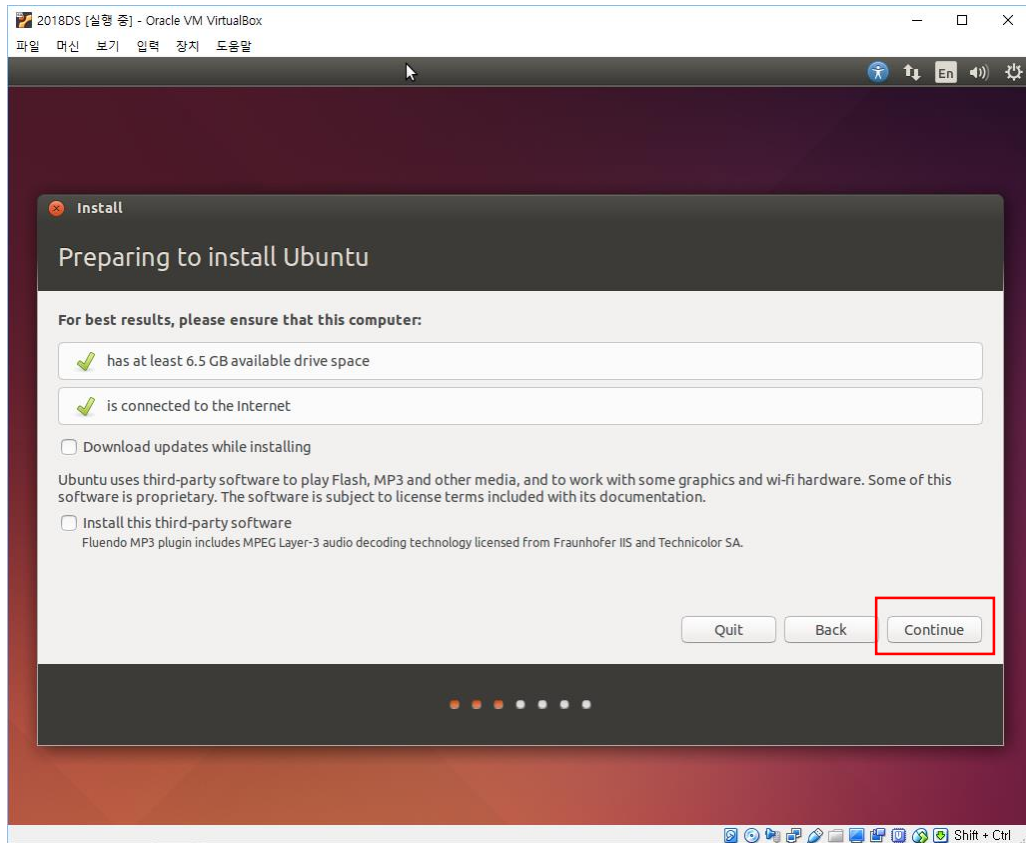 2018DS [실행 중] - Oracle VM VirtualBox
파일 머신 보기 입력 장치 도움말
En
Install
Preparing to install Ubuntu
For best results, please ensure that this computer:
has at least 6.5 GB available drive space
is connected to the Internet
Download updates while installing
Ubuntu uses third-party software to play Flash, MP3 and other media, and to work with some graphics and wi-fi hardware. Some of this
software is proprietary. The software is subject to license terms included with its documentation.
Install this third-party software
Fluendo MP3 plugin includes MPEG Layer-3 audio decoding technology licensed from Fraunhofer IIS and Technicolor SA.
Quit Back Continue
Shift + Ctrl